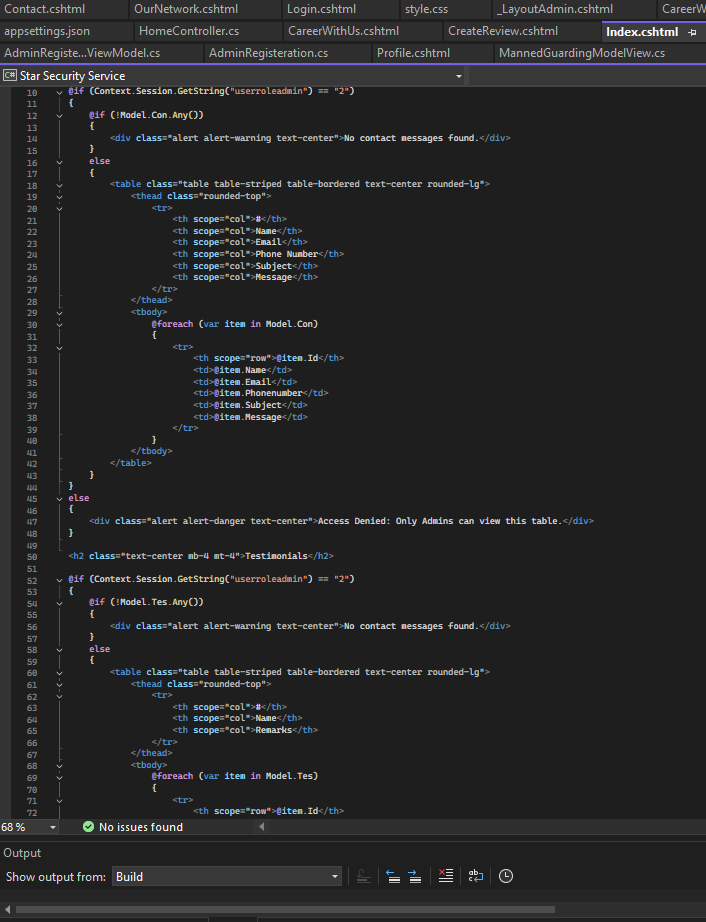 Contact.cshtml OurNetwork.cshtml Login.cshtml style.css _LayoutAdmin.cshtml CareerW
appsettings.json HomeController.cs CareerWithUs.cshtml CreateReview.cshtml Index.cshtml
AdminRegiste...ViewModel.cs AdminRegisteration.cs Profile.cshtml MannedGuardingModelView.cs
C# Star Security Service
10 @if (Context.Session.GetString("userroleadmin") == "2")
11 {
12 @if (!Model.Con.Any())
13 {
14 <div class="alert alert-warning text-center">No contact messages found.</div>
15 }
16 else
17 {
18 <table class="table table-striped table-bordered text-center rounded-lg">
19 <thead class="rounded-top">
20 <tr>
21 <th scope="col">#</th>
22 <th scope="col">Name</th>
23 <th scope="col">Email</th>
24 <th scope="col">Phone Number</th>
25 <th scope="col">Subject</th>
26 <th scope="col">Message</th>
27 </tr>
28 </thead>
29 <tbody>
30 @foreach (var item in Model.Con)
31 {
32 <tr>
33 <th scope="row">@item.Id</th>
34 <td>@item.Name</td>
35 <td>@item.Email</td>
36 <td>@item.Phonenumber</td>
37 <td>@item.Subject</td>
38 <td>@item.Message</td>
39 </tr>
40 }
41 </tbody>
42 </table>
43 }
44 }
45 else
46 {
47 <div class="alert alert-danger text-center">Access Denied: Only Admins can view this table.</div>
48 }
49
50 <h2 class="text-center mb-4 mt-4">Testimonials</h2>
51
52 @if (Context.Session.GetString("userroleadmin") == "2")
53 {
54 @if (!Model.Tes.Any())
55 {
56 <div class="alert alert-warning text-center">No contact messages found.</div>
57 }
58 else
59 {
60 <table class="table table-striped table-bordered text-center rounded-lg">
61 <thead class="rounded-top">
62 <tr>
63 <th scope="col">#</th>
64 <th scope="col">Name</th>
65 <th scope="col">Remarks</th>
66 </tr>
67 </thead>
68 <tbody>
69 @foreach (var item in Model.Tes)
70 {
71 <tr>
72 <th scope="row">@item.Id</th>
68 % No issues found
Output
Show output from: Build